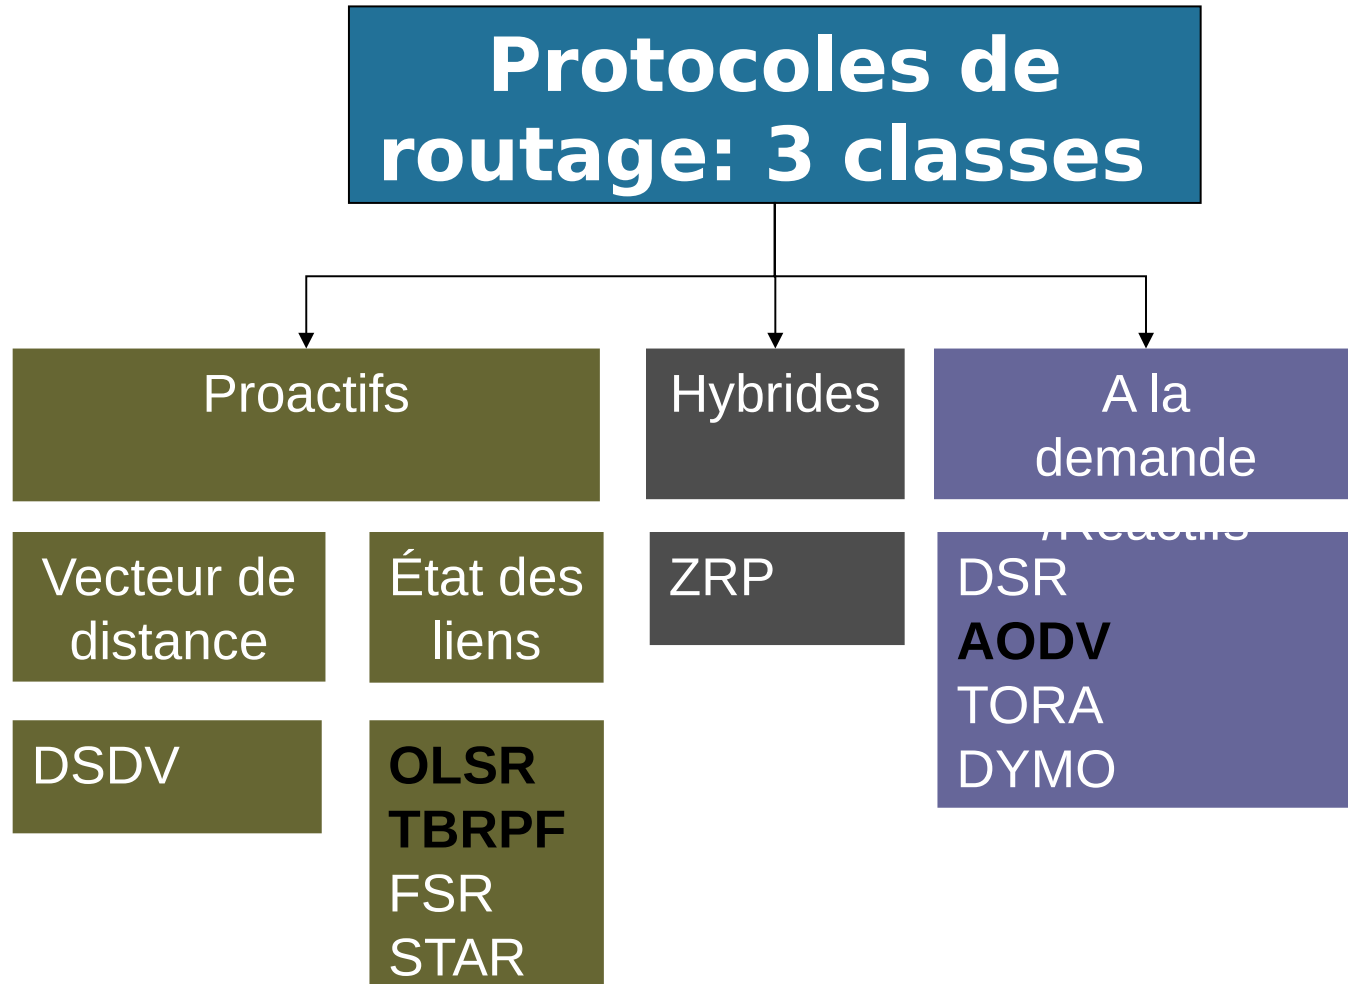 Protocoles de
routage: 3 classes
Proactifs
Hybrides
A la
demande
/Réactifs
Vecteur de
distance
État des
liens
ZRP
DSR
AODV
TORA
DYMO
DSDV
OLSR
TBRPF
FSR
STAR